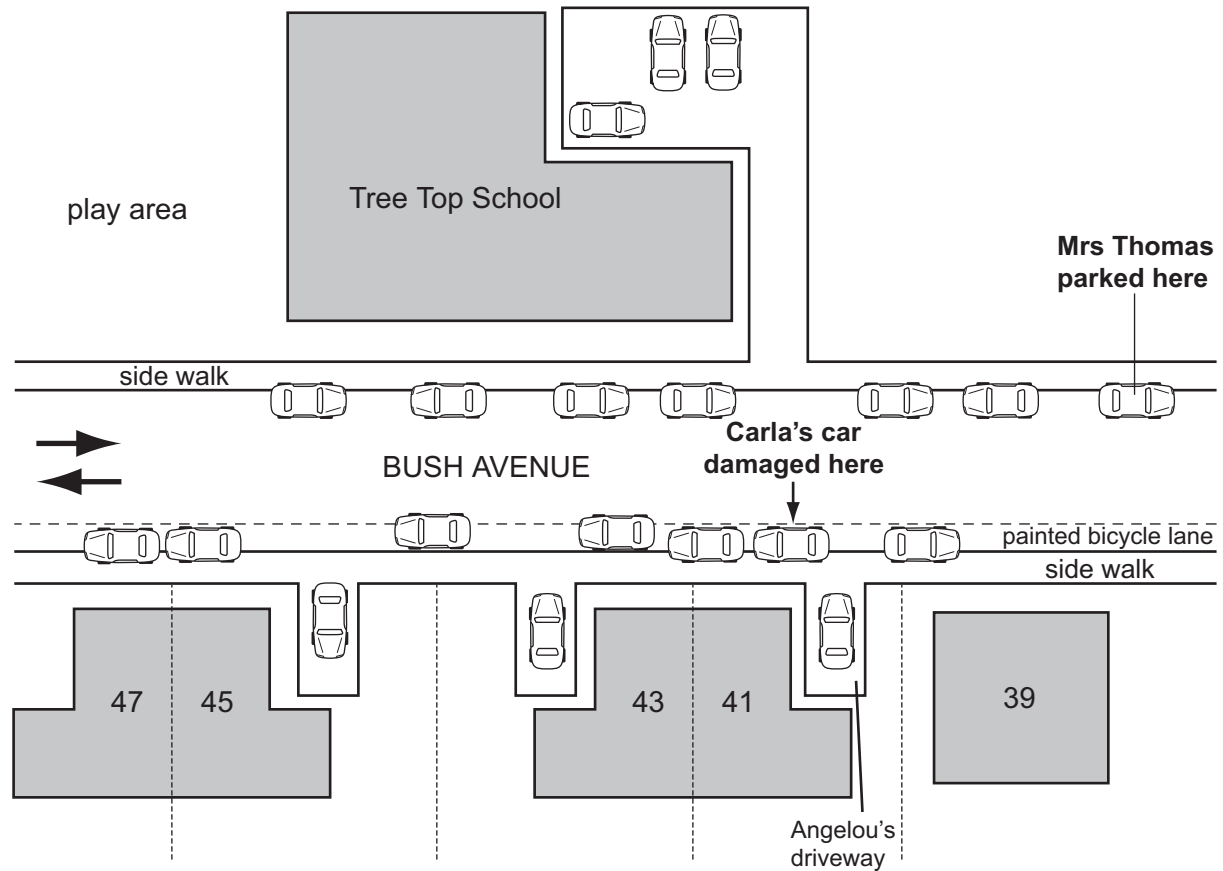 play area
Tree Top School
Mrs Thomas
parked here
side walk
Carla's car
damaged here
BUSH AVENUE
painted bicycle lane
side walk
47
45
43
41
39
Angelou's
driveway